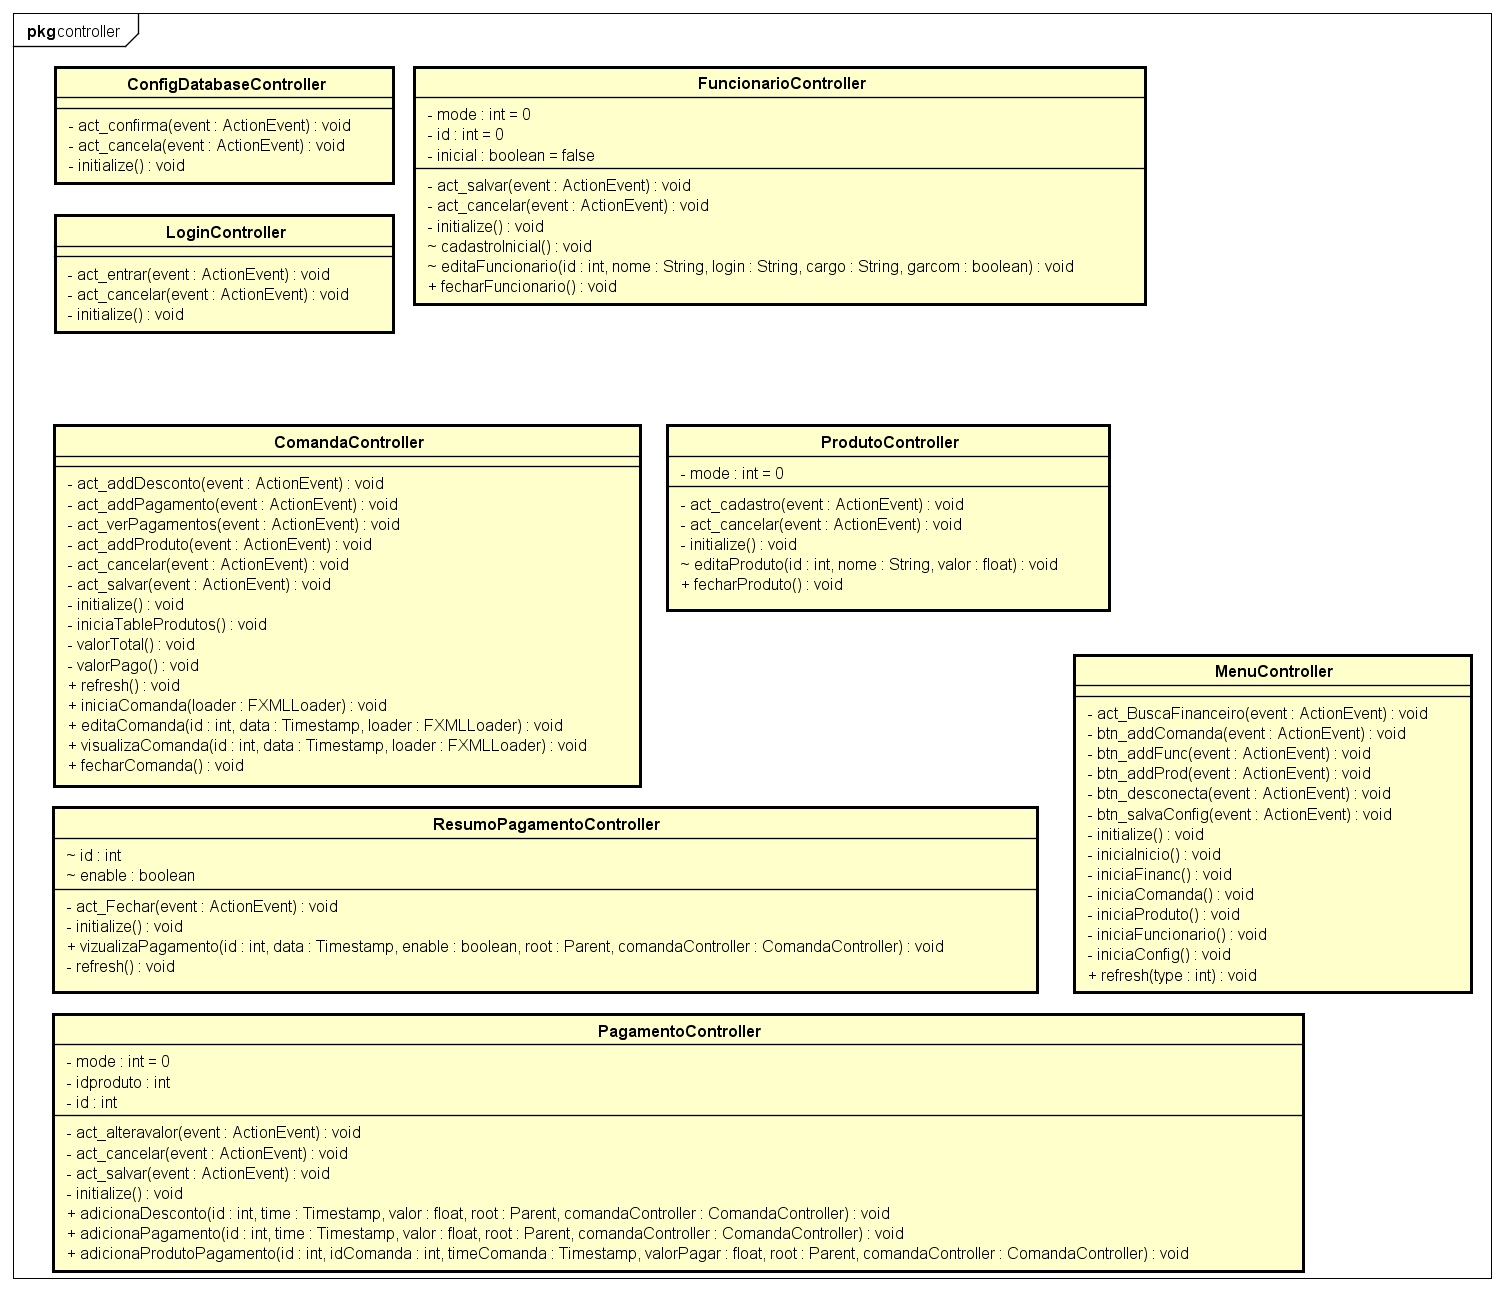 pkg controller
ConfigDatabaseController
- act_confirma(event : ActionEvent) : void
- act_cancela(event : ActionEvent) : void
- initialize() : void
FuncionarioController
- mode : int = 0
- id : int = 0
- inicial : boolean = false
- act_salvar(event : ActionEvent) : void
- act_cancelar(event : ActionEvent) : void
- initialize() : void
~ cadastroInicial() : void
~ editaFuncionario(id : int, nome : String, login : String, cargo : String, garcom : boolean) : void
+ fecharFuncionario() : void
LoginController
- act_entrar(event : ActionEvent) : void
- act_cancelar(event : ActionEvent) : void
- initialize() : void
ComandaController
- act_addDesconto(event : ActionEvent) : void
- act_addPagamento(event : ActionEvent) : void
- act_verPagamentos(event : ActionEvent) : void
- act_addProduto(event : ActionEvent) : void
- act_cancelar(event : ActionEvent) : void
- act_salvar(event : ActionEvent) : void
- initialize() : void
- iniciaTableProdutos() : void
- valorTotal() : void
- valorPago() : void
+ refresh() : void
+ iniciaComanda(loader : FXMLLoader) : void
+ editaComanda(id : int, data : Timestamp, loader : FXMLLoader) : void
+ visualizaComanda(id : int, data : Timestamp, loader : FXMLLoader) : void
+ fecharComanda() : void
ProdutoController
- mode : int = 0
- act_cadastro(event : ActionEvent) : void
- act_cancelar(event : ActionEvent) : void
- initialize() : void
~ editaProduto(id : int, nome : String, valor : float) : void
+ fecharProduto() : void
MenuController
- act_BuscaFinanceiro(event : ActionEvent) : void
- btn_addComanda(event : ActionEvent) : void
- btn_addFunc(event : ActionEvent) : void
- btn_addProd(event : ActionEvent) : void
- btn_desconecta(event : ActionEvent) : void
- btn_salvaConfig(event : ActionEvent) : void
- initialize() : void
- iniciaInicio() : void
- iniciaFinanc() : void
- iniciaComanda() : void
- iniciaProduto() : void
- iniciaFuncionario() : void
- iniciaConfig() : void
+ refresh(type : int) : void
ResumoPagamentoController
~ id : int
~ enable : boolean
- act_Fechar(event : ActionEvent) : void
- initialize() : void
+ vizualizaPagamento(id : int, data : Timestamp, enable : boolean, root : Parent, comandaController : ComandaController) : void
- refresh() : void
PagamentoController
- mode : int = 0
- idproduto : int
- id : int
- act_alteravalor(event : ActionEvent) : void
- act_cancelar(event : ActionEvent) : void
- act_salvar(event : ActionEvent) : void
- initialize() : void
+ adicionaDesconto(id : int, time : Timestamp, valor : float, root : Parent, comandaController : ComandaController) : void
+ adicionaPagamento(id : int, time : Timestamp, valor : float, root : Parent, comandaController : ComandaController) : void
+ adicionaProdutoPagamento(id : int, idComanda : int, timeComanda : Timestamp, valorPagar : float, root : Parent, comandaController : ComandaController) : void